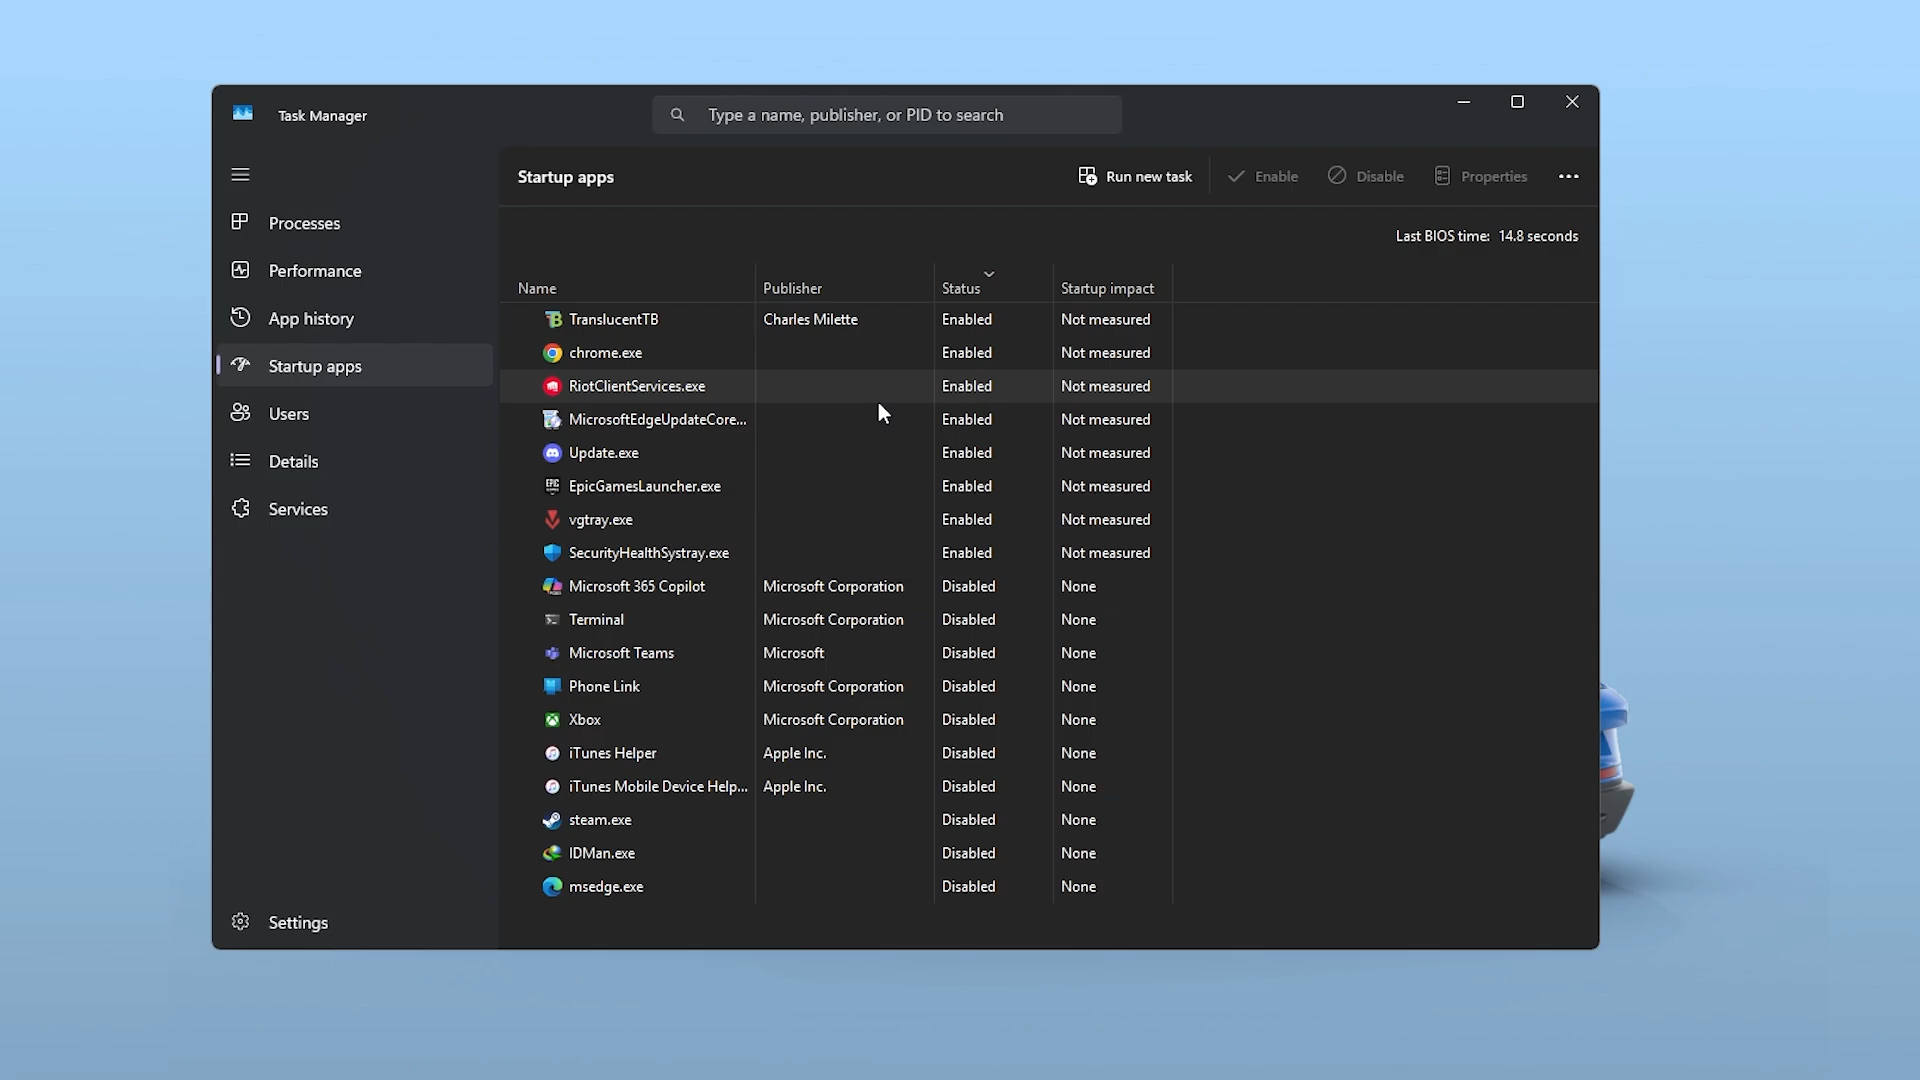 Task Manager
Type a name, publisher, or PID to search
Startup apps
Run new task
Enable
Disable
Properties
Processes
Performance
App history
Startup apps
Users
Details
Services
Settings
Last BIOS time: 14.8 seconds
Name Publisher Status Startup impact
TranslucentTB Charles Milette Enabled Not measured
chrome.exe Enabled Not measured
RiotClientServices.exe Enabled Not measured
MicrosoftEdgeUpdateCore... Enabled Not measured
Update.exe Enabled Not measured
EpicGamesLauncher.exe Enabled Not measured
vgtray.exe Enabled Not measured
SecurityHealthSystray.exe Enabled Not measured
Microsoft 365 Copilot Microsoft Corporation Disabled None
Terminal Microsoft Corporation Disabled None
Microsoft Teams Microsoft Disabled None
Phone Link Microsoft Corporation Disabled None
Xbox Microsoft Corporation Disabled None
iTunes Helper Apple Inc. Disabled None
iTunes Mobile Device Help... Apple Inc. Disabled None
steam.exe Disabled None
IDMan.exe Disabled None
msedge.exe Disabled None